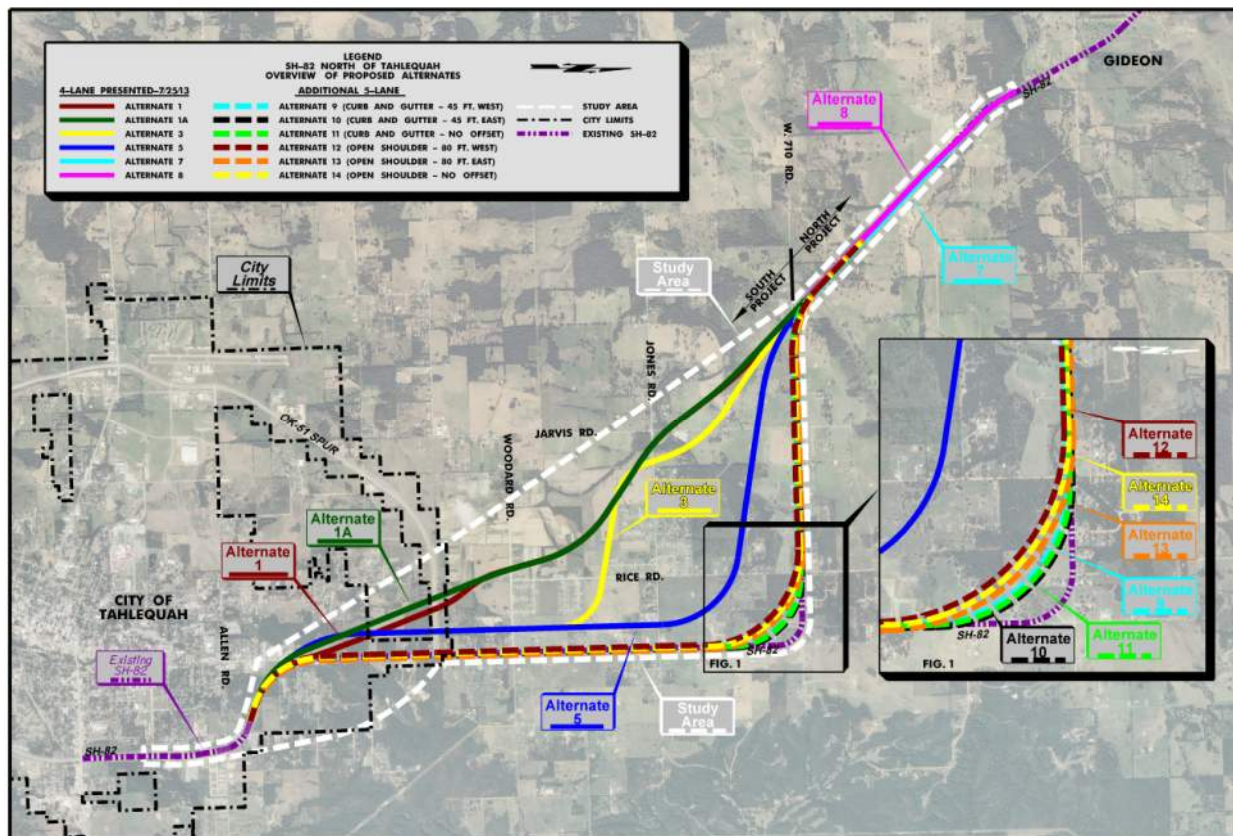 LEGEND
SH-82 NORTH OF TAHLEQUAH
OVERVIEW OF PROPOSED ALTERNATES
4-LANE PRESENTED-7/25/13
ALTERNATE 1
ALTERNATE 1A
ALTERNATE 3
ALTERNATE 5
ALTERNATE 7
ALTERNATE 8
ADDITIONAL 5-LANE
ALTERNATE 9 (CURB AND GUTTER - 45 FT. WEST)
ALTERNATE 10 (CURB AND GUTTER - 45 FT. EAST)
ALTERNATE 11 (CURB AND GUTTER - NO OFFSET)
ALTERNATE 12 (OPEN SHOULDER - 80 FT. WEST)
ALTERNATE 13 (OPEN SHOULDER - 80 FT. EAST)
ALTERNATE 14 (OPEN SHOULDER - NO OFFSET)
STUDY AREA
CITY LIMITS
EXISTING SH-82
GIDEON
SH-82
Alternate
8
W. 710 RD.
NORTH
PROJECT
SOUTH
PROJECT
Alternate
7
City
Limits
Study
Area
JONES RD.
OK-51 SPUR
JARVIS RD.
WOODARD RD.
Alternate
3
Alternate
1A
Alternate
1
RICE RD.
CITY OF
TAHLEQUAH
ALLEN RD.
Existing
SH-82
SH-82
Alternate
5
Study
Area
SH-82
FIG. 1
Alternate
12
Alternate
14
Alternate
13
Alternate
Alternate
11
Alternate
10
SH-82
FIG. 1